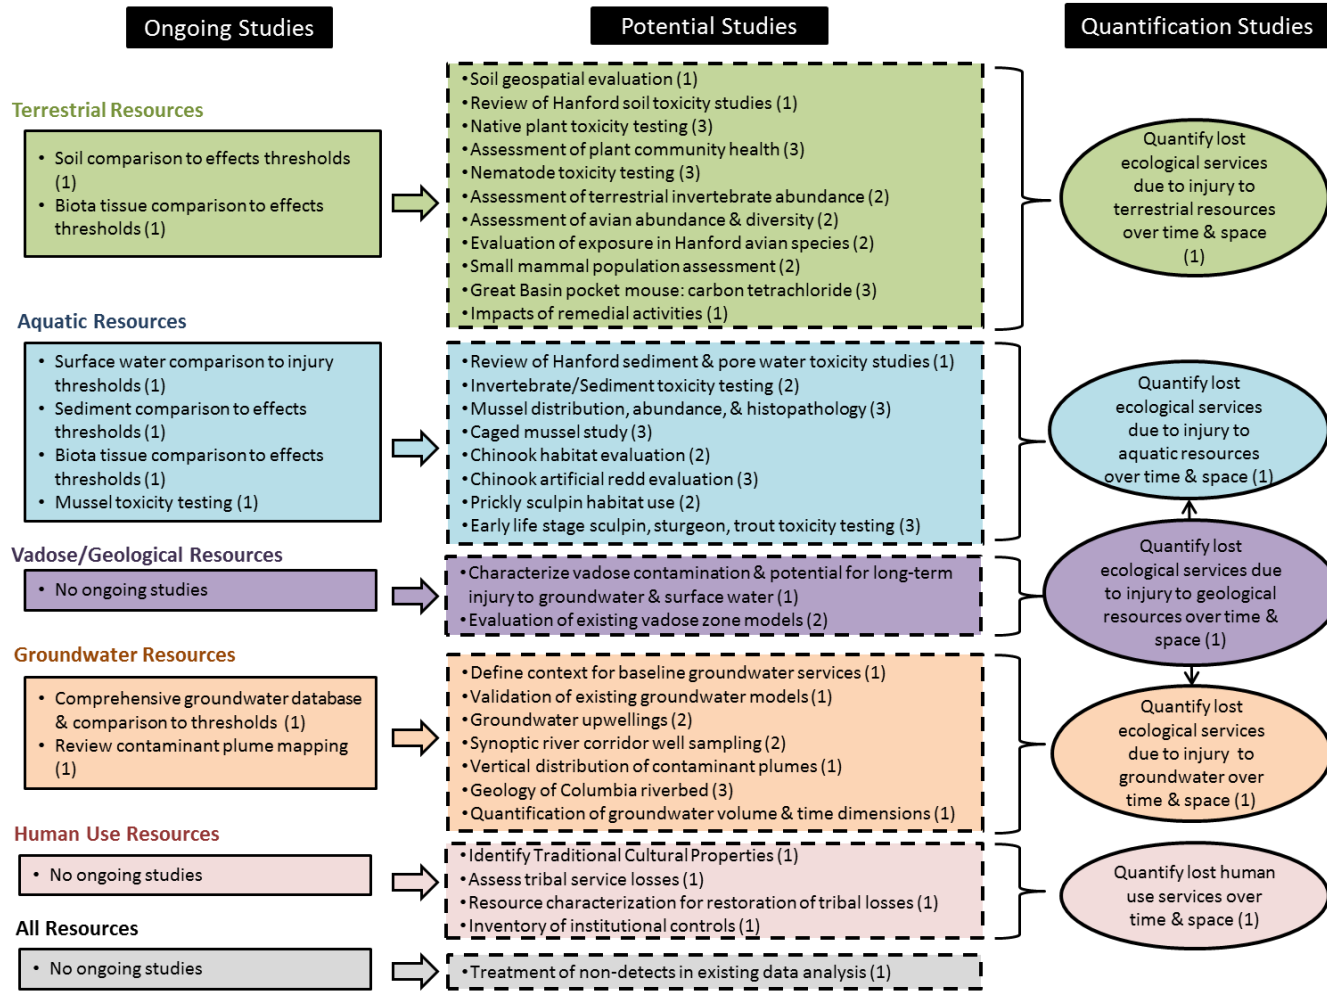 Ongoing Studies
Potential Studies
Quantification Studies
Terrestrial Resources
• Soil comparison to effects thresholds
(1)
• Biota tissue comparison to effects
thresholds (1)
• Soil geospatial evaluation (1)
• Review of Hanford soil toxicity studies (1)
• Native plant toxicity testing (3)
• Assessment of plant community health (3)
• Nematode toxicity testing (3)
• Assessment of terrestrial invertebrate abundance (2)
• Assessment of avian abundance & diversity (2)
• Evaluation of exposure in Hanford avian species (2)
• Small mammal population assessment (2)
• Great Basin pocket mouse: carbon tetrachloride (3)
• Impacts of remedial activities (1)
Quantify lost
ecological services
due to injury to
terrestrial resources
over time & space
(1)
Aquatic Resources
• Surface water comparison to injury
thresholds (1)
• Sediment comparison to effects
thresholds (1)
• Biota tissue comparison to effects
thresholds (1)
• Mussel toxicity testing (1)
• Review of Hanford sediment & pore water toxicity studies (1)
• Invertebrate/Sediment toxicity testing (2)
• Mussel distribution, abundance, & histopathology (3)
• Caged mussel study (3)
• Chinook habitat evaluation (2)
• Chinook artificial redd evaluation (3)
• Prickly sculpin habitat use (2)
• Early life stage sculpin, sturgeon, trout toxicity testing (3)
Quantify lost
ecological services
due to injury to
aquatic resources
over time & space (1)
Vadose/Geological Resources
• No ongoing studies
• Characterize vadose contamination & potential for long-term
injury to groundwater & surface water (1)
• Evaluation of existing vadose zone models (2)
Quantify lost
ecological services due
to injury to geological
resources over time &
space (1)
Groundwater Resources
• Comprehensive groundwater database
& comparison to thresholds (1)
• Review contaminant plume mapping
(1)
• Define context for baseline groundwater services (1)
• Validation of existing groundwater models (1)
• Groundwater upwellings (2)
• Synoptic river corridor well sampling (2)
• Vertical distribution of contaminant plumes (1)
• Geology of Columbia riverbed (3)
• Quantification of groundwater volume & time dimensions (1)
Quantify lost
ecological services
due to injury to
groundwater over
time & space (1)
Human Use Resources
• No ongoing studies
• Identify Traditional Cultural Properties (1)
• Assess tribal service losses (1)
• Resource characterization for restoration of tribal losses (1)
• Inventory of institutional controls (1)
Quantify lost human
use services over
time & space (1)
All Resources
• No ongoing studies
• Treatment of non-detects in existing data analysis (1)